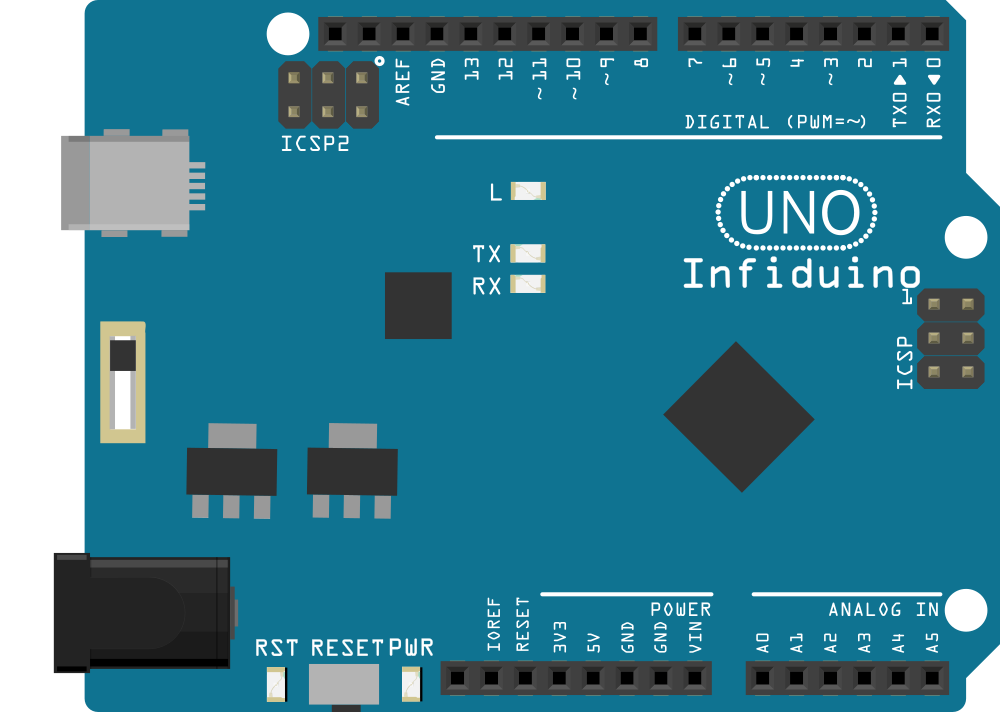 AREF GND 13 12 ~11 ~10 ~9 8 7 ~6 ~5 4 ~3 2 TX0▶1 RX0◀0
DIGITAL (PWM=~)
ICSP2
L
UNO
TX
Infiduino
RX
1
ICSP
POWER
ANALOG IN
IOREF RESET 3V3 5V GND GND VIN A0 A1 A2 A3 A4 A5
RST RESET PWR